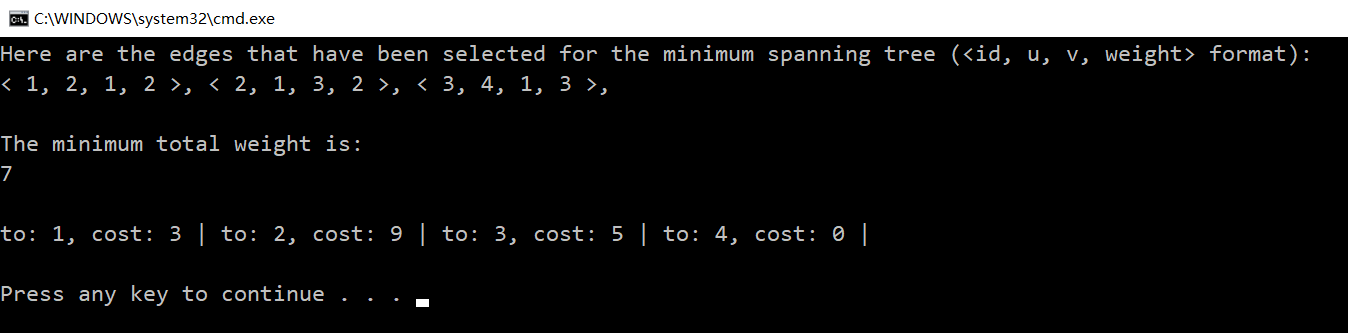 C:\WINDOWS\system32\cmd.exe
Here are the edges that have been selected for the minimum spanning tree (<id, u, v, weight> format):
< 1, 2, 1, 2 >, < 2, 1, 3, 2 >, < 3, 4, 1, 3 >,
The minimum total weight is:
7
to: 1, cost: 3 | to: 2, cost: 9 | to: 3, cost: 5 | to: 4, cost: 0 |
Press any key to continue . . .